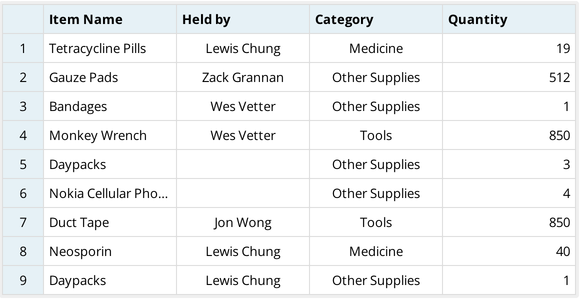 Item Name Held by Category Quantity
1 Tetracycline Pills Lewis Chung Medicine 19
2 Gauze Pads Zack Grannan Other Supplies 512
3 Bandages Wes Vetter Other Supplies 1
4 Monkey Wrench Wes Vetter Tools 850
5 Daypacks Other Supplies 3
6 Nokia Cellular Pho... Other Supplies 4
7 Duct Tape Jon Wong Tools 850
8 Neosporin Lewis Chung Medicine 40
9 Daypacks Lewis Chung Other Supplies 1